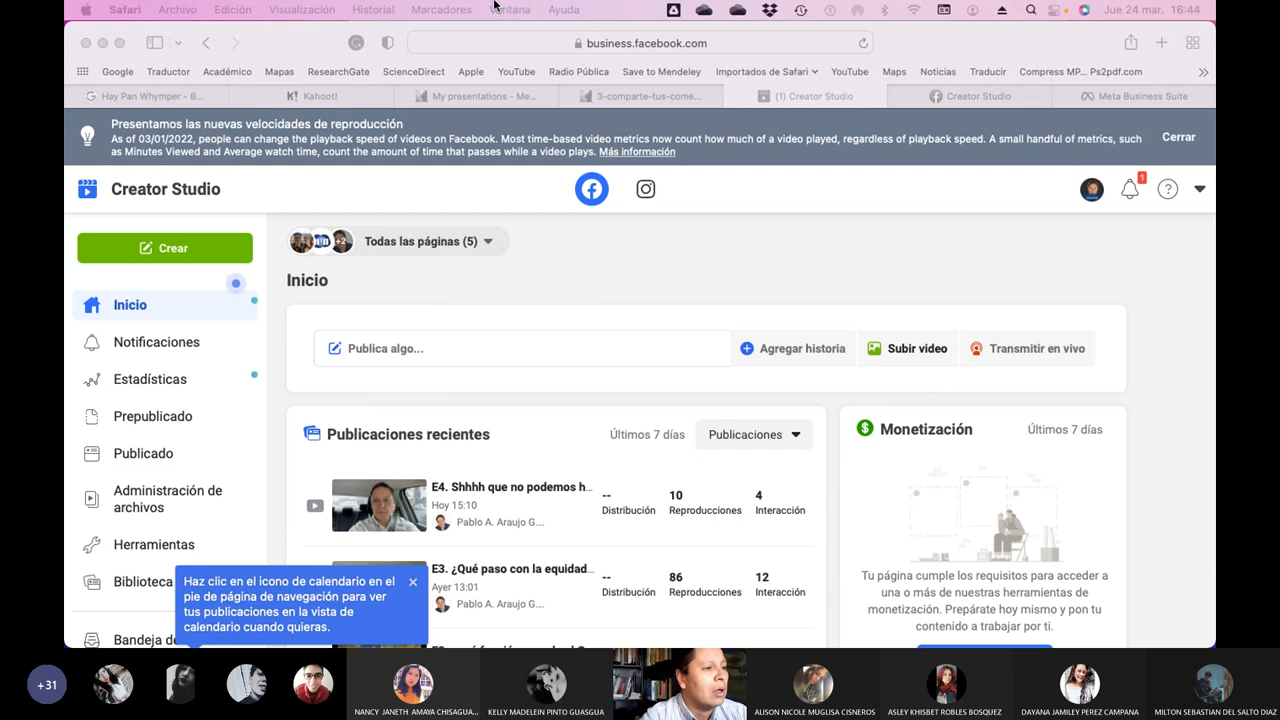 Safari Archivo Edición Visualización Historial Marcadores Ventana Ayuda Jue 24 mar. 16:44
business.facebook.com
Google Traductor Académico Mapas ResearchGate ScienceDirect Apple YouTube Radio Pública Save to Mendeley Importados de Safari YouTube Maps Noticias Traducir Compress MP... Ps2pdf.com
Hay Pan Whymper - B... Kahoot! My presentations - Me... 3-comparte-tus-come... (1) Creator Studio Creator Studio Meta Business Suite
Presentamos las nuevas velocidades de reproducción
As of 03/01/2022, people can change the playback speed of videos on Facebook. Most time-based video metrics now count how much of a video played, regardless of playback speed. A small handful of metrics, such
as Minutes Viewed and Average watch time, count the amount of time that passes while a video plays. Más información
Cerrar
Creator Studio
1
Crear
+2 Todas las páginas (5)
Inicio
Inicio
Notificaciones
Estadísticas
Prepublicado
Publicado
Administración de
archivos
Herramientas
Biblioteca
Bandeja de
Haz clic en el icono de calendario en el
pie de página de navegación para ver
tus publicaciones en la vista de
calendario cuando quieras.
Publica algo... Agregar historia Subir video Transmitir en vivo
Publicaciones recientes Últimos 7 días Publicaciones
E4. Shhhh que no podemos h...
Hoy 15:10
Pablo A. Araujo G....
-- 10 4
Distribución Reproducciones Interacción
E3. ¿Qué paso con la equidad...
Ayer 13:01
Pablo A. Araujo G....
-- 86 12
Distribución Reproducciones Interacción
Monetización Últimos 7 días
Tu página cumple los requisitos para acceder a
una o más de nuestras herramientas de
monetización. Prepárate hoy mismo y pon tu
contenido a trabajar por ti.
+31
NANCY JANETH AMAYA CHISAGUA... KELLY MADELEIN PINTO GUASGUA ALISON NICOLE MUGLISA CISNEROS ASLEY KHISBET ROBLES BOSQUEZ DAYANA JAMILEY PEREZ CAMPANA MILTON SEBASTIAN DEL SALTO DIAZ